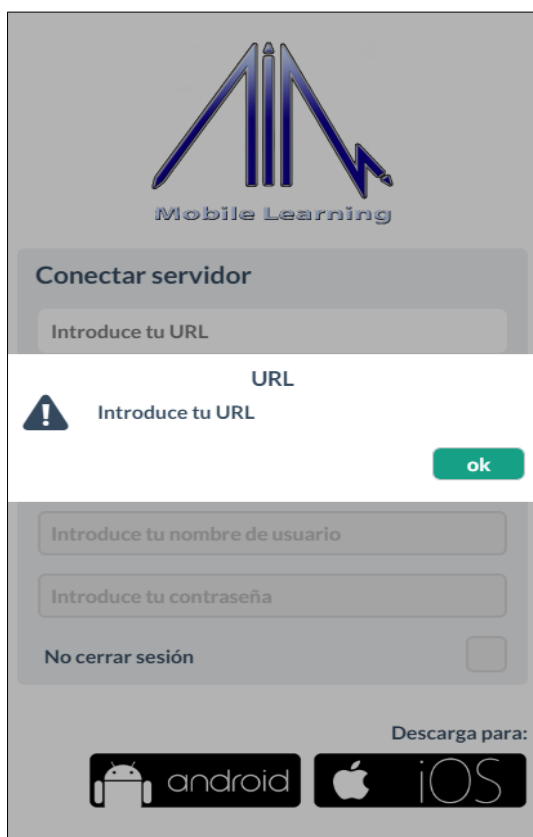 Mobile Learning
Conectar servidor
Introduce tu URL
URL
Introduce tu URL
ok
Introduce tu nombre de usuario
Introduce tu contraseña
No cerrar sesión
Descarga para:
android
iOS